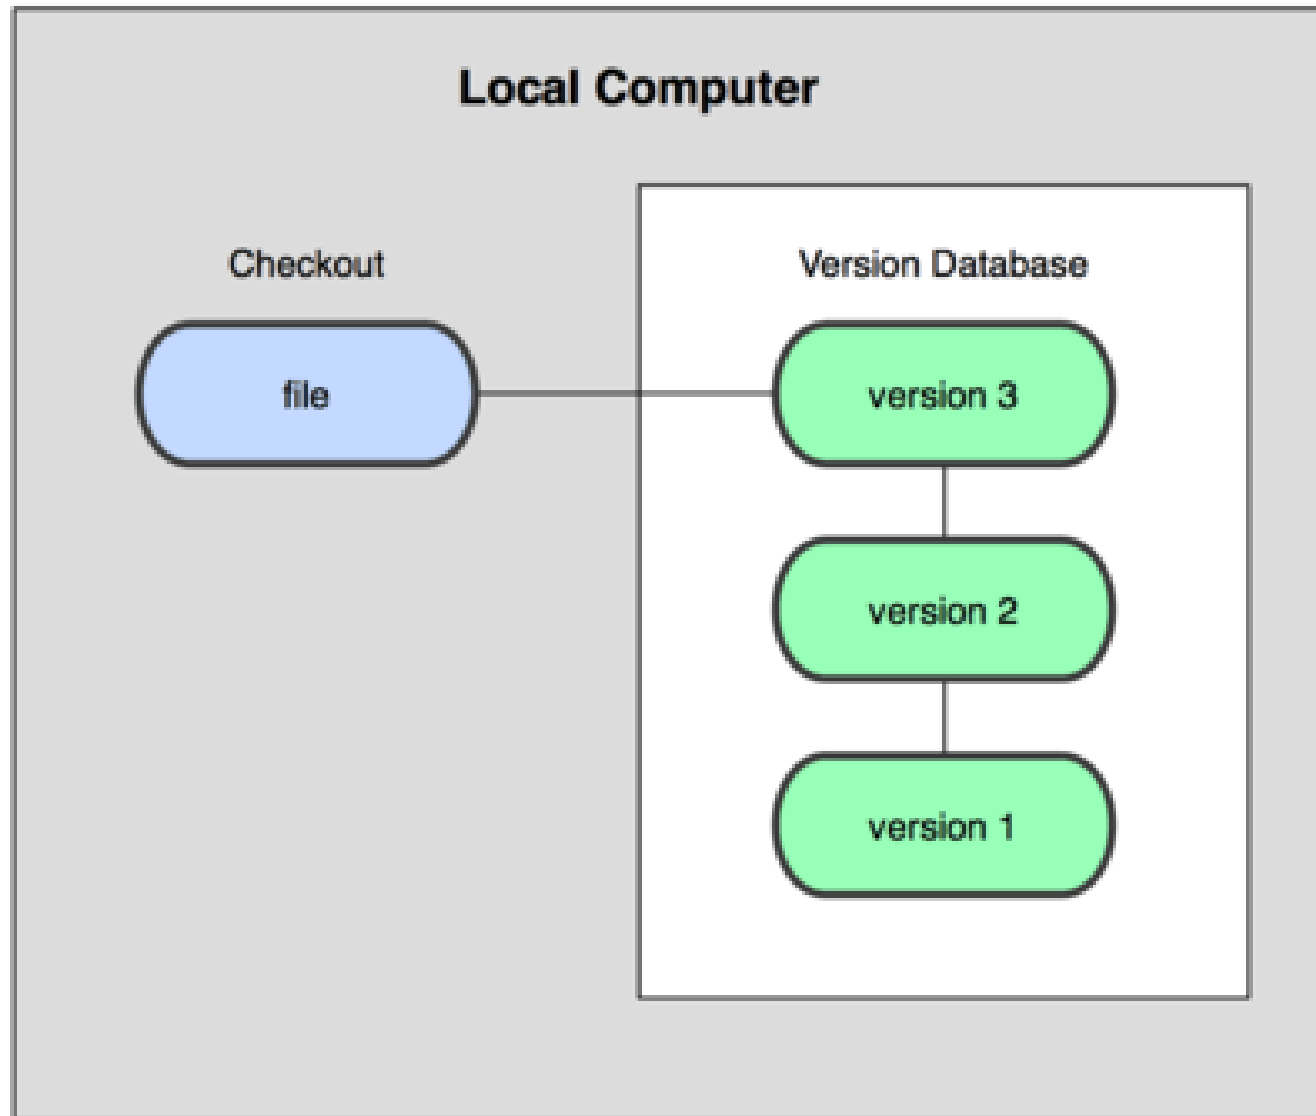 Local Computer
Checkout
Version Database
file
version 3
version 2
version 1